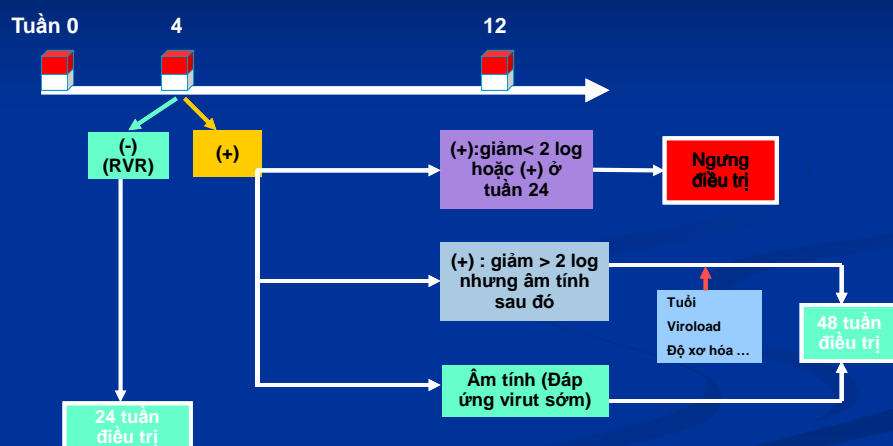 Tuần 0
4
12
(-)
(RVR)
(+)
(+):giảm< 2 log
hoặc (+) ở
tuần 24
Ngưng
điều trị
(+) : giảm > 2 log
nhưng âm tính
sau đó
Tuổi
Viroload
Độ xơ hóa ...
48 tuần
điều trị
Âm tính (Đáp
ứng virut sớm)
24 tuần
điều trị